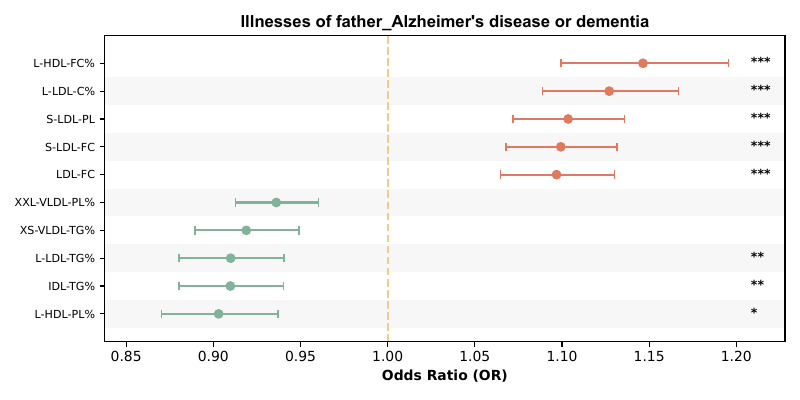 Illnesses of father_Alzheimer's disease or dementia
L-HDL-FC% ***
L-LDL-C% ***
S-LDL-PL ***
S-LDL-FC ***
LDL-FC ***
XXL-VLDL-PL%
XS-VLDL-TG%
L-LDL-TG% **
IDL-TG% **
L-HDL-PL% *
0.85 0.90 0.95 1.00 1.05 1.10 1.15 1.20
Odds Ratio (OR)